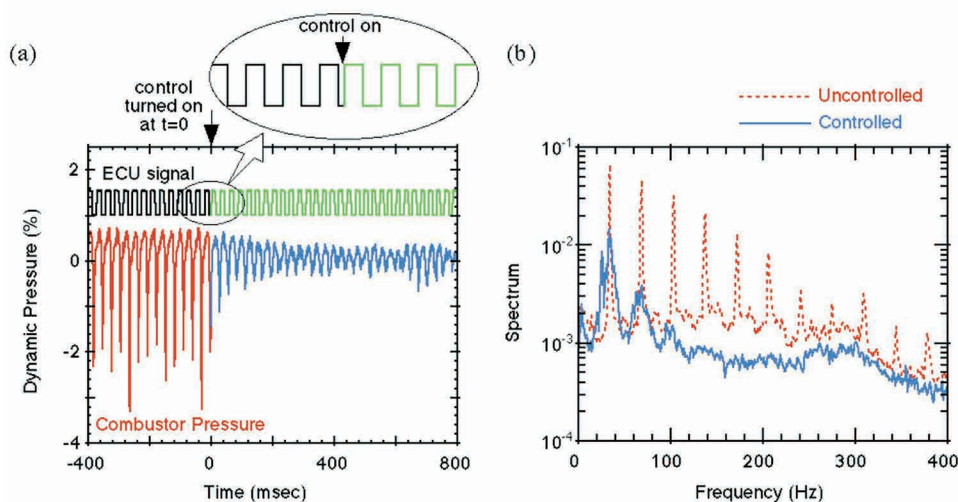 (a)
control on
(b)
control
turned on
at t=0
Uncontrolled
Controlled
ECU signal
Combustor Pressure
Dynamic Pressure (%)
2
0
-2
-4
-400
0
400
800
Time (msec)
Spectrum
10-1
10-2
10-3
10-4
0
100
200
300
400
Frequency (Hz)